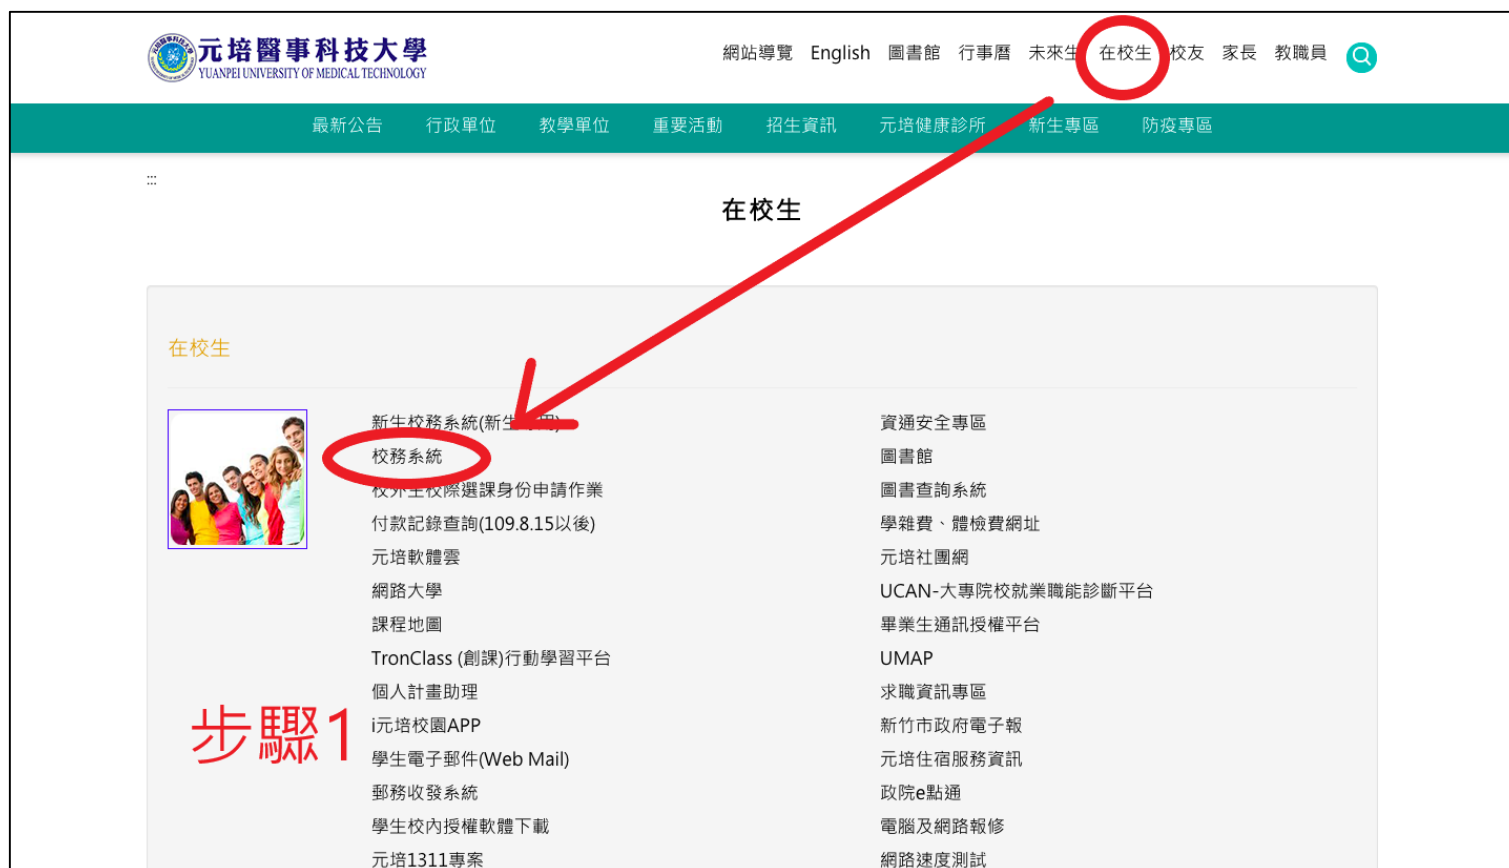 元培醫事科技大學
YUANPEI UNIVERSITY OF MEDICAL TECHNOLOGY
網站導覽 English 圖書館 行事曆 未來生 在校生 校友 家長 教職員
最新公告 行政單位 教學單位 重要活動 招生資訊 元培健康診所 新生專區 防疫專區
:::
在校生
在校生
新生校務系統(新生
校務系統
校外生校際選課身份申請作業
付款記錄查詢(109.8.15以後)
元培軟體雲
網路大學
課程地圖
TronClass (創課)行動學習平台
個人計畫助理
i元培校園APP
學生電子郵件(Web Mail)
郵務收發系統
學生校內授權軟體下載
元培1311專案
資通安全專區
圖書館
圖書查詢系統
學雜費、體檢費網址
元培社團網
UCAN-大專院校就業職能診斷平台
畢業生通訊授權平台
UMAP
求職資訊專區
新竹市政府電子報
元培住宿服務資訊
政院e點通
電腦及網路報修
網路速度測試
步驟1